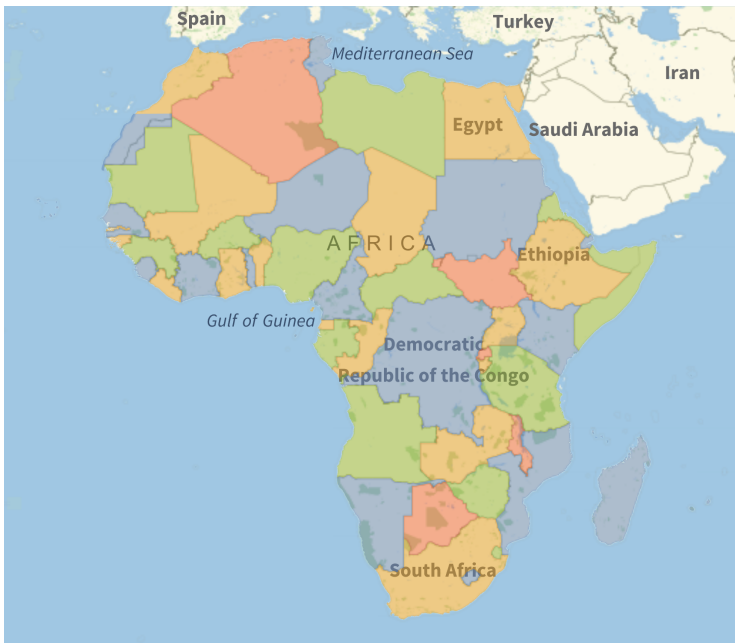 Spain
Turkey
Mediterranean Sea
Iran
Egypt
Saudi Arabia
AFRICA
Ethiopia
Gulf of Guinea
Democratic
Republic of the Congo
South Africa